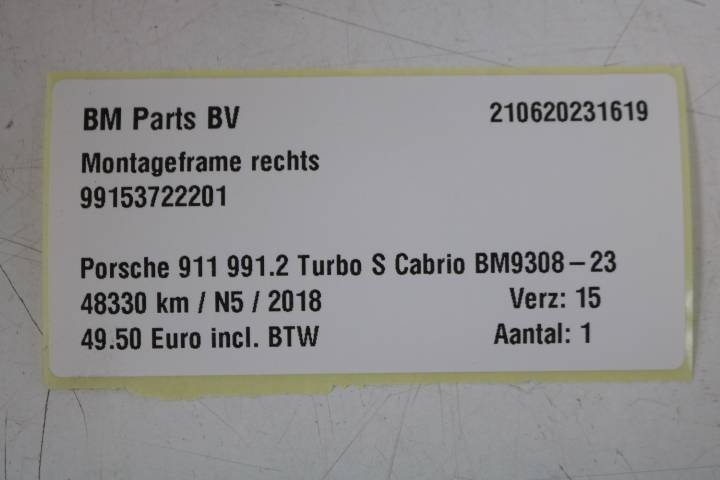 BM Parts BV 210620231619
Montageframe rechts
99153722201
Porsche 911 991.2 Turbo S Cabrio BM9308-23
48330 km / N5 / 2018 Verz: 15
49.50 Euro incl. BTW Aantal: 1